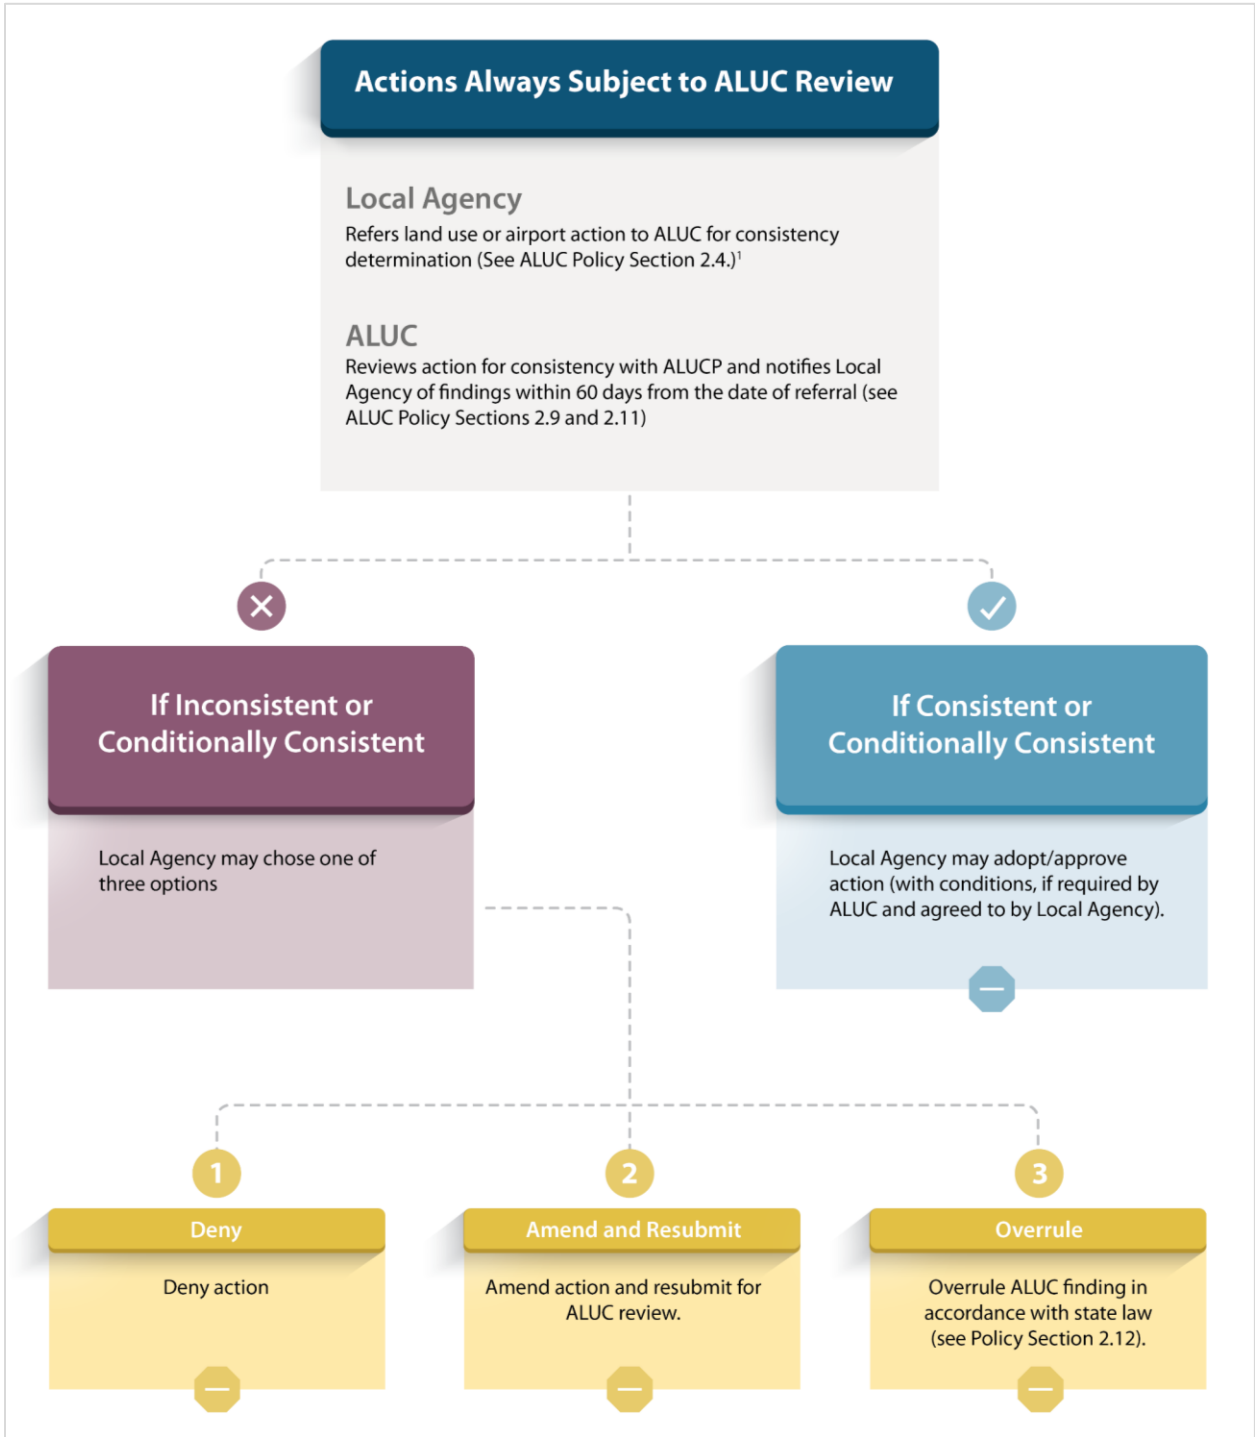 Actions Always Subject to ALUC Review
Local Agency
Refers land use or airport action to ALUC for consistency
determination (See ALUC Policy Section 2.4.)¹
ALUC
Reviews action for consistency with ALUCP and notifies Local
Agency of findings within 60 days from the date of referral (see
ALUC Policy Sections 2.9 and 2.11)
If Inconsistent or
Conditionally Consistent
Local Agency may chose one of
three options
If Consistent or
Conditionally Consistent
Local Agency may adopt/approve
action (with conditions, if required by
ALUC and agreed to by Local Agency).
1
Deny
Deny action
2
Amend and Resubmit
Amend action and resubmit for
ALUC review.
3
Overrule
Overrule ALUC finding in
accordance with state law
(see Policy Section 2.12).